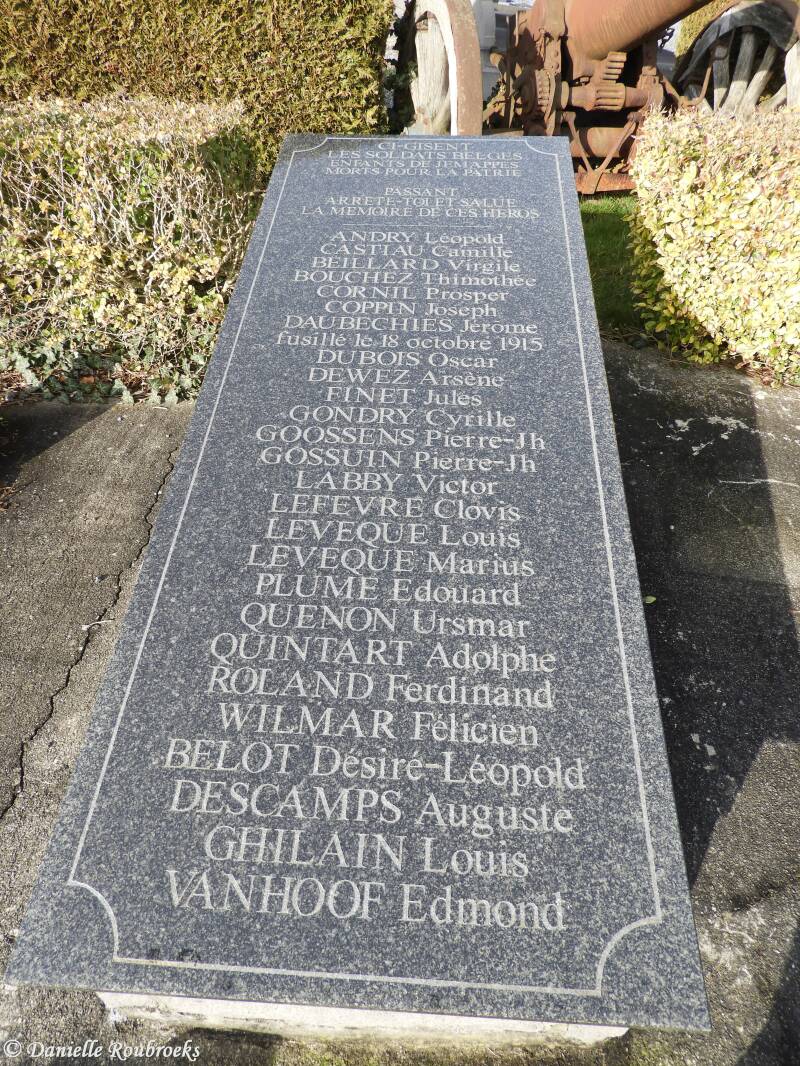 CI-GISENT
LES SOLDATS BELGES
ENFANTS DE JEMAPPES
MORTS POUR LA PATRIE
PASSANT
ARRETE-TOI ET SALUE
LA MEMOIRE DE CES HEROS
ANDRY Léopold
CASTIAU Camille
BEILLARD Virgile
BOUCHEZ Thimothée
CORNIL Prosper
COPPIN Joseph
DAUBECHIES Jérome
fusillé le 18 octobre 1915
DUBOIS Oscar
DEWEZ Arsène
FINET Jules
GONDRY Cyrille
GOOSSENS Pierre-Jh
GOSSUIN Pierre-Jh
LABBY Victor
LEFEVRE Clovis
LEVEQUE Louis
LEVEQUE Marius
PLUME Edouard
QUENON Ursmar
QUINTART Adolphe
ROLAND Ferdinand
WILMAR Félicien
BELOT Désiré-Léopold
DESCAMPS Auguste
GHILAIN Louis
VANHOOF Edmond
© Danielle Roubroeks